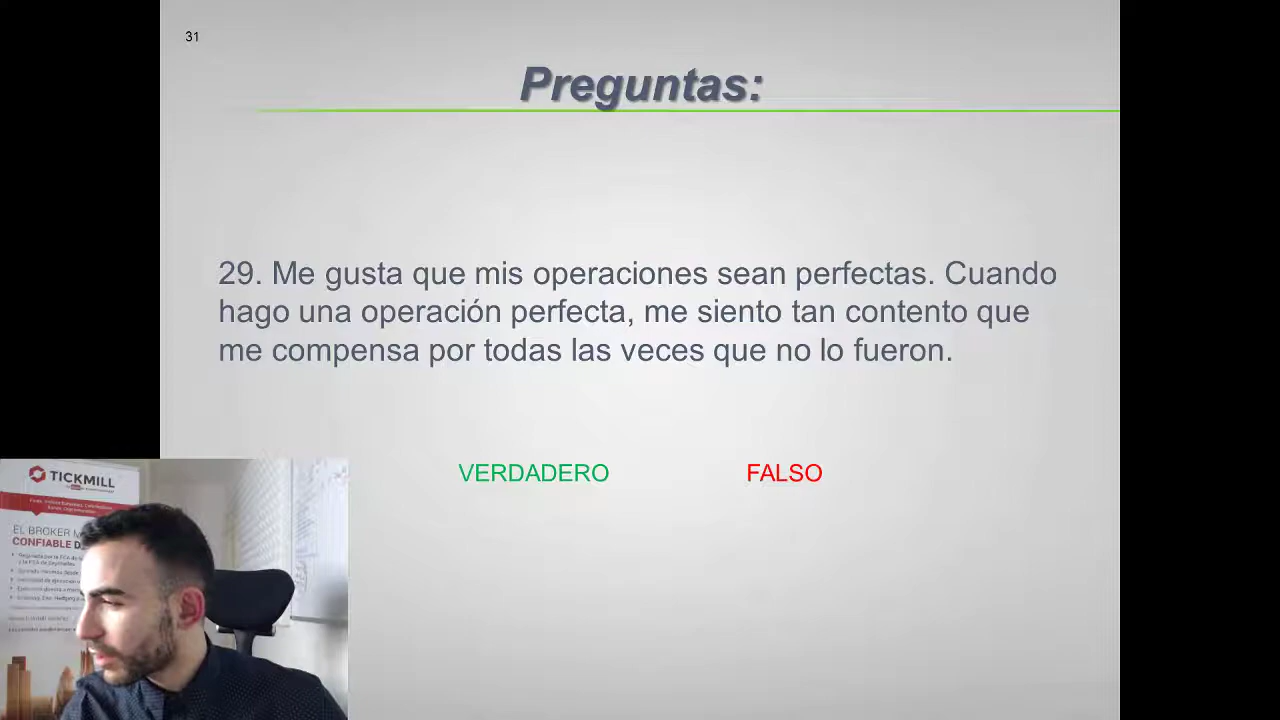 31
Preguntas:
29. Me gusta que mis operaciones sean perfectas. Cuando
hago una operación perfecta, me siento tan contento que
me compensa por todas las veces que no lo fueron.
VERDADERO FALSO
TICKMILL
EL BROKER
CONFIABLE